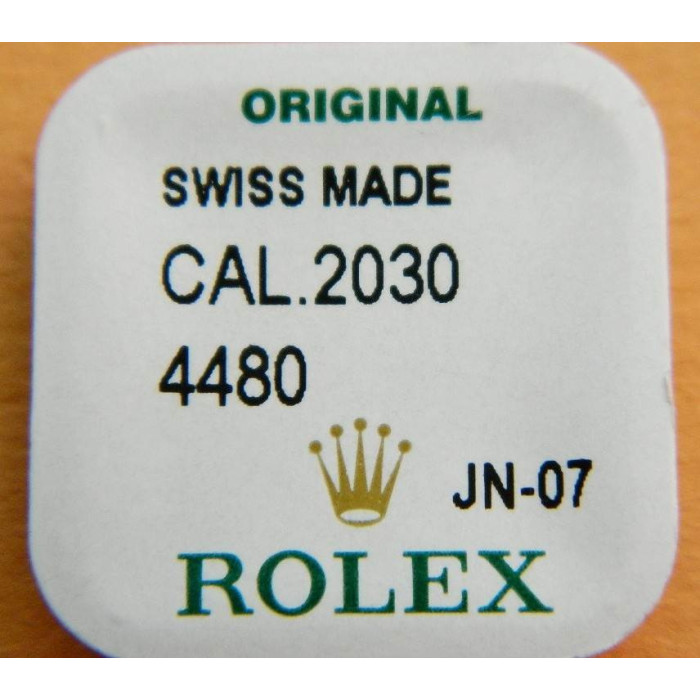 ORIGINAL
SWISS MADE
CAL.2030
4480
JN-07
ROLEX